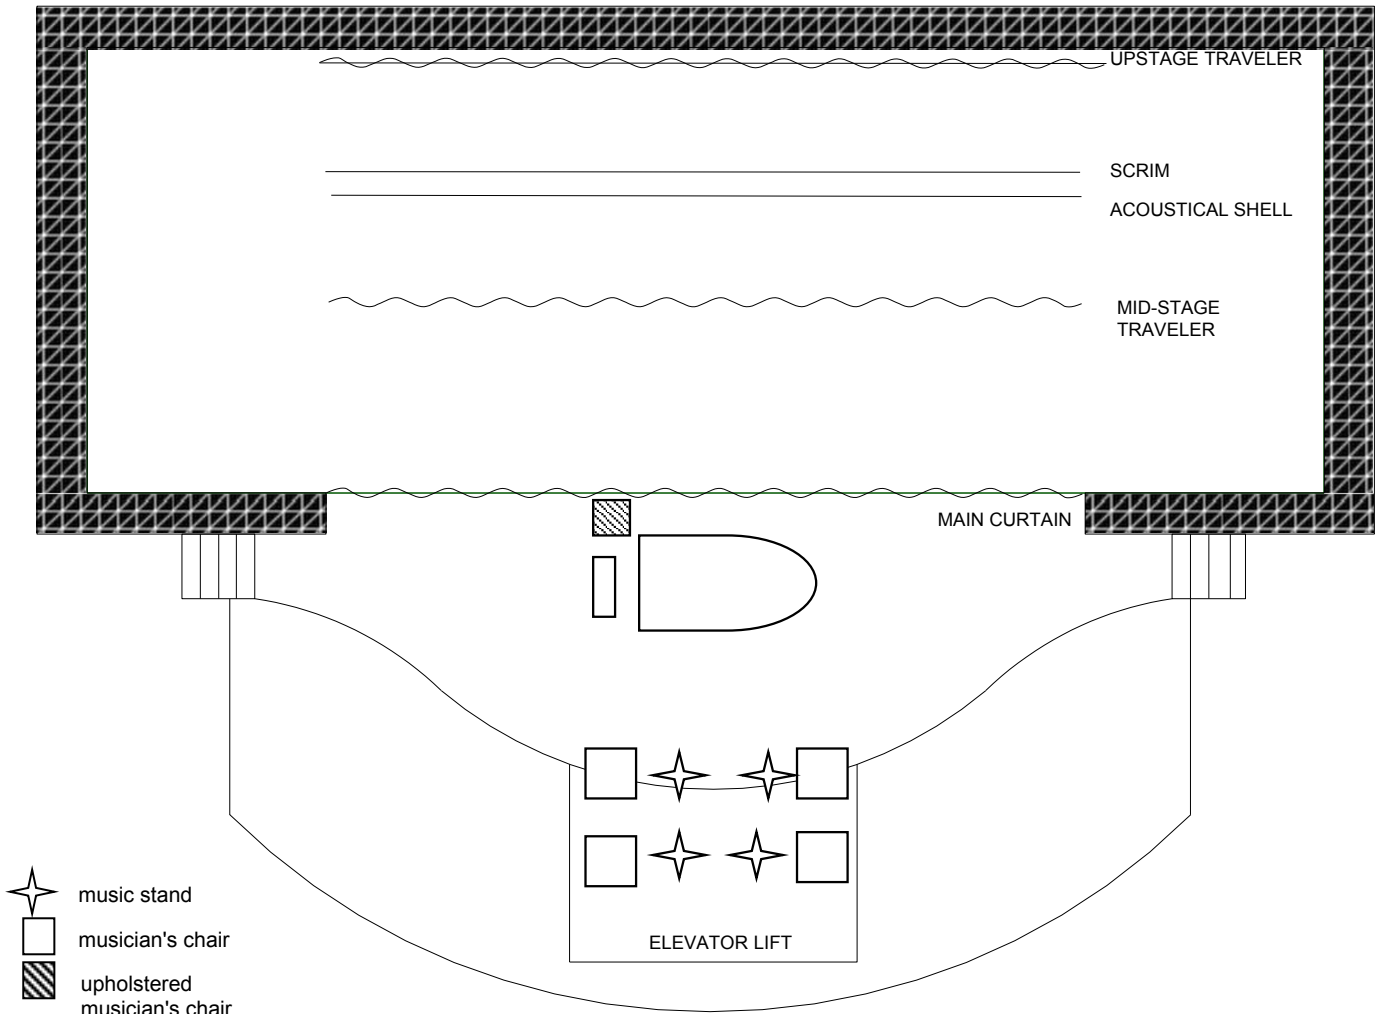 UPSTAGE TRAVELER
SCRIM
ACOUSTICAL SHELL
MID-STAGE
TRAVELER
MAIN CURTAIN
ELEVATOR LIFT
music stand
musician's chair
upholstered
musician's chair